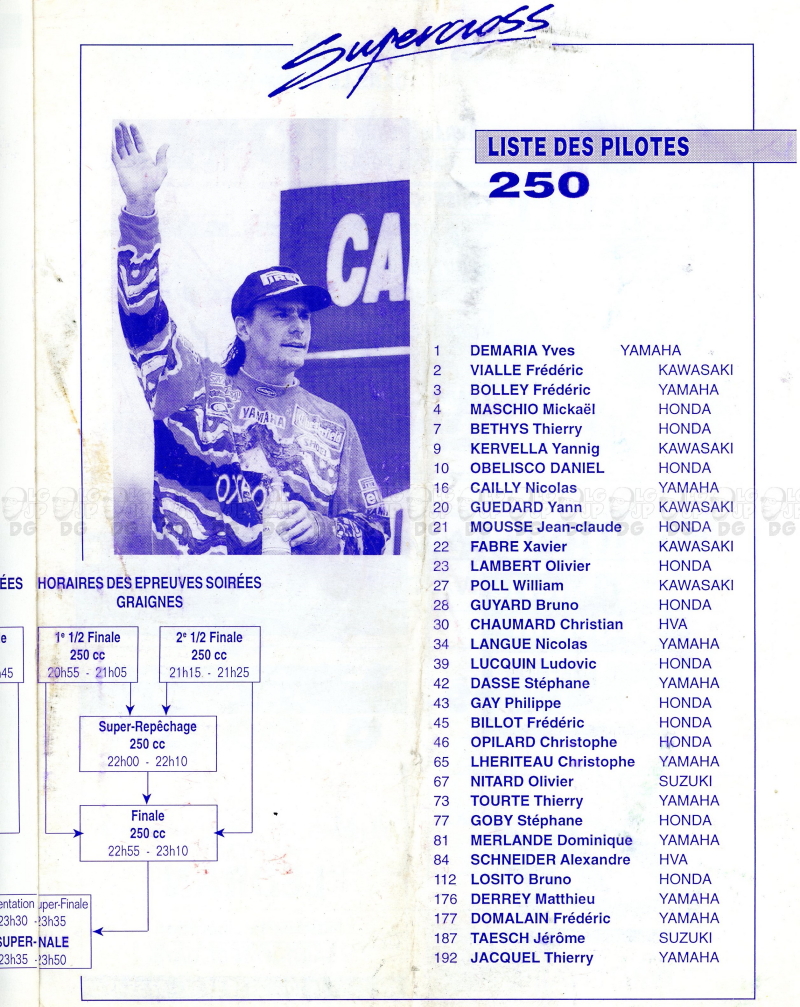 Supercross
LISTE DES PILOTES
250
CA
PIRELLI
YAMAHA
OXBOW
1 DEMARIA Yves YAMAHA
2 VIALLE Frédéric KAWASAKI
3 BOLLEY Frédéric YAMAHA
4 MASCHIO Mickaël HONDA
7 BETHYS Thierry HONDA
9 KERVELLA Yannig KAWASAKI
10 OBELISCO DANIEL HONDA
16 CAILLY Nicolas YAMAHA
20 GUEDARD Yann KAWASAKI
21 MOUSSE Jean-claude HONDA
22 FABRE Xavier KAWASAKI
23 LAMBERT Olivier HONDA
27 POLL William KAWASAKI
28 GUYARD Bruno HONDA
30 CHAUMARD Christian HVA
34 LANGUE Nicolas YAMAHA
39 LUCQUIN Ludovic HONDA
42 DASSE Stéphane YAMAHA
43 GAY Philippe HONDA
45 BILLOT Frédéric HONDA
46 OPILARD Christophe HONDA
65 LHERITEAU Christophe YAMAHA
67 NITARD Olivier SUZUKI
73 TOURTE Thierry YAMAHA
77 GOBY Stéphane HONDA
81 MERLANDE Dominique YAMAHA
84 SCHNEIDER Alexandre HVA
112 LOSITO Bruno HONDA
176 DERREY Matthieu YAMAHA
177 DOMALAIN Frédéric YAMAHA
187 TAESCH Jérôme SUZUKI
192 JACQUEL Thierry YAMAHA
ÉES HORAIRES DES EPREUVES SOIRÉES
GRAIGNES
1e 1/2 Finale
250 cc
20h55 - 21h05
2e 1/2 Finale
250 cc
21h15 - 21h25
Super-Repêchage
250 cc
22h00 - 22h10
Finale
250 cc
22h55 - 23h10
entation uper-Finale
23h30 - 23h35
SUPER-NALE
23h35 - 23h50